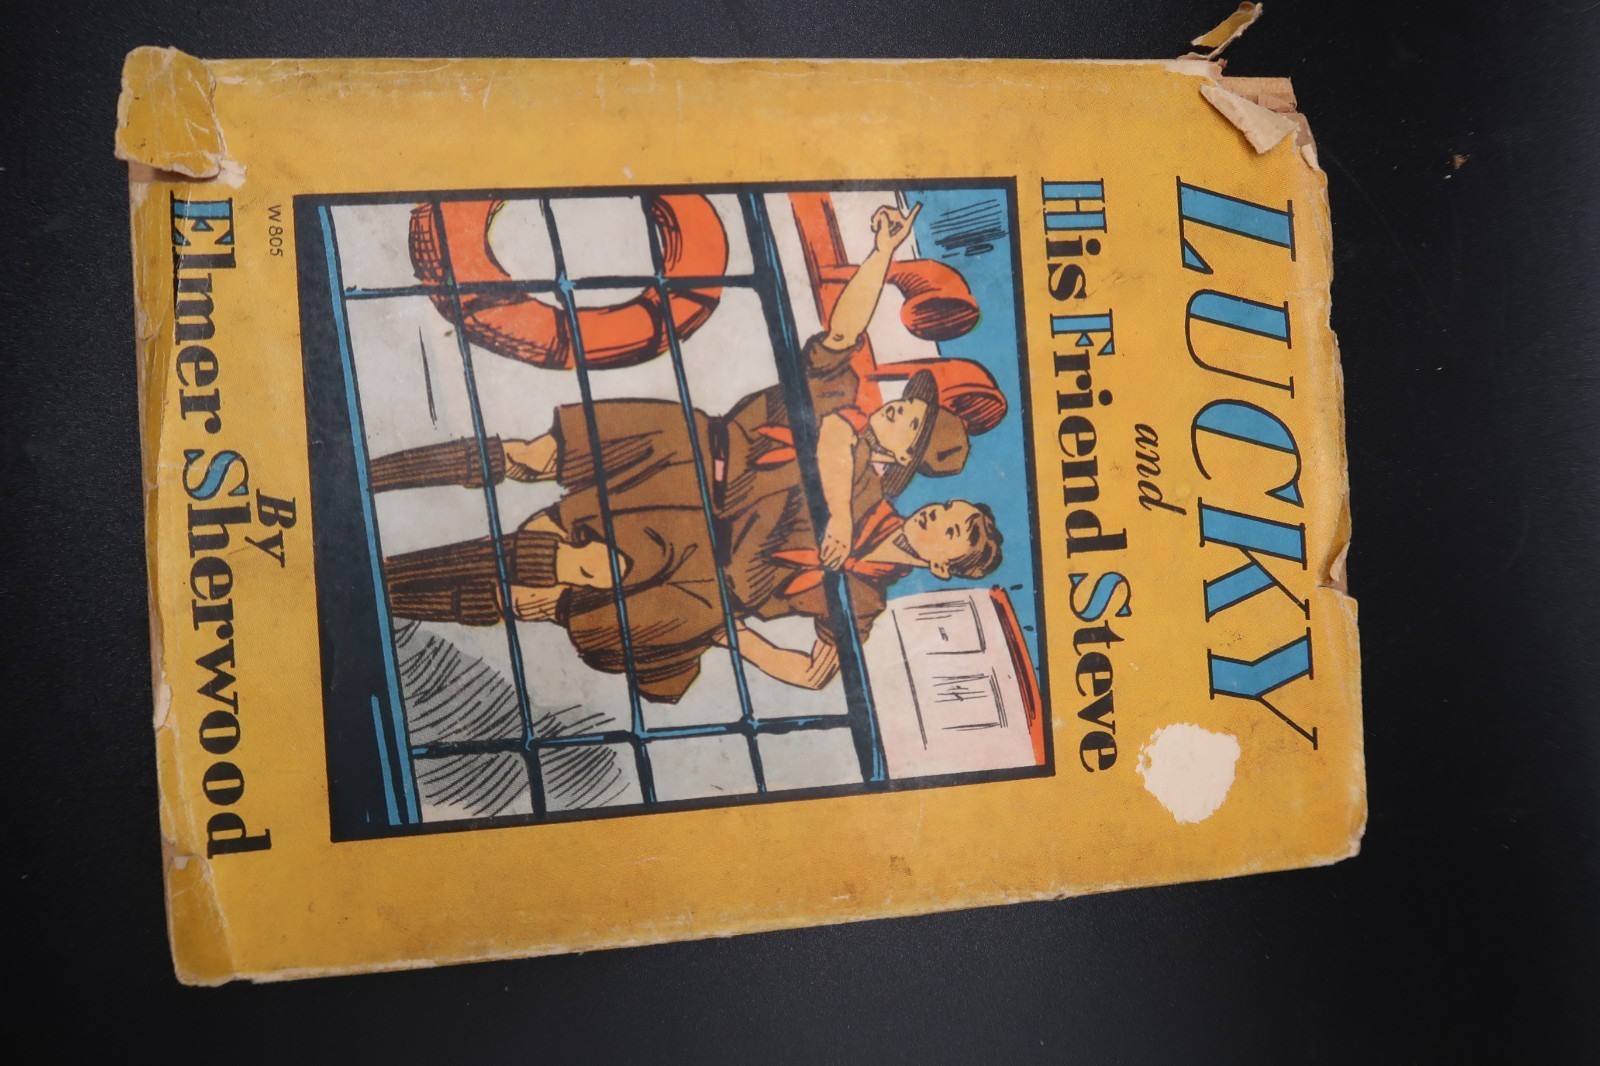 LUCKY
and
His Friend Steve
W 805
By
Elmer Sherwood